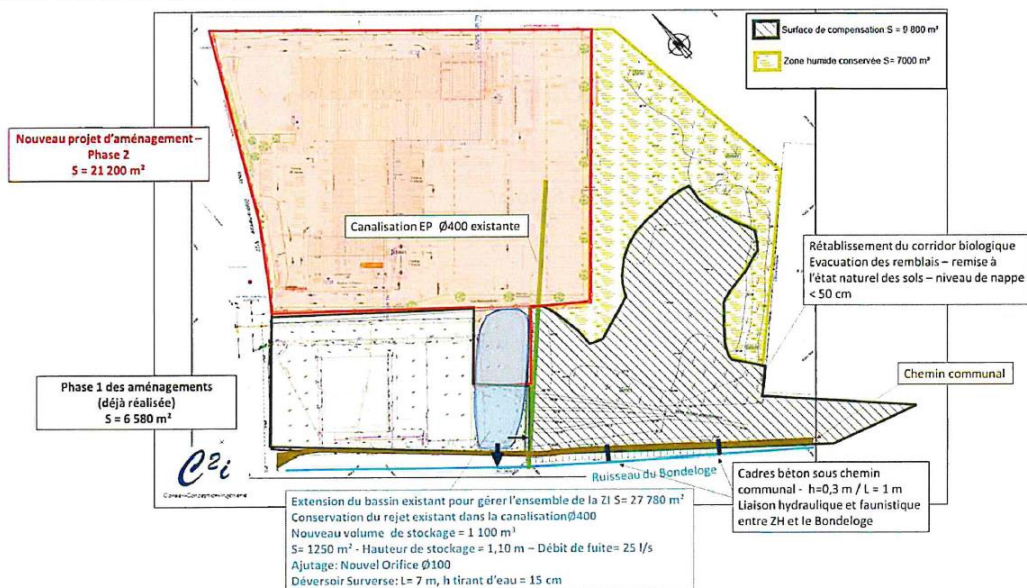 Surface de compensation S = 9 800 m²
Zone humide conservée S= 7000 m²
Nouveau projet d'aménagement –
Phase 2
S = 21 200 m²
Canalisation EP Ø400 existante
Rétablissement du corridor biologique
Evacuation des remblais – remise à
l'état naturel des sols – niveau de nappe
< 50 cm
Phase 1 des aménagements
(déjà réalisée)
S = 6 580 m²
Chemin communal
C²i
Ruisseau du Bondeloge
Cadres béton sous chemin
communal - h=0,3 m / L = 1 m
Liaison hydraulique et faunistique
entre ZH et le Bondeloge
Extension du bassin existant pour gérer l'ensemble de la ZI S= 27 780 m²
Conservation du rejet existant dans la canalisationØ400
Nouveau volume de stockage = 1 100 m³
S= 1250 m² - Hauteur de stockage = 1,10 m – Débit de fuite= 25 l/s
Ajutage: Nouvel Orifice Ø100
Déversoir Surverse: L= 7 m, h tirant d'eau = 15 cm